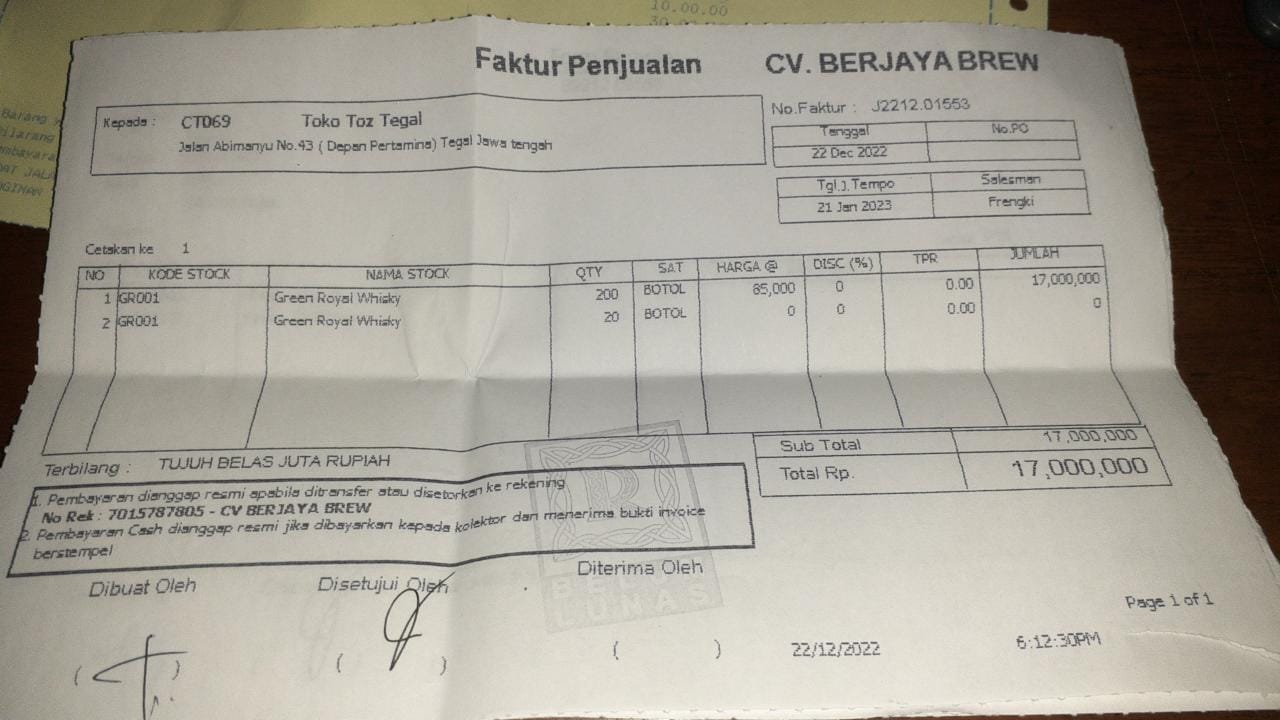 10.00.00
Faktur Penjualan
CV. BERJAYA BREW
Kepada : CTD69 Toko Toz Tegal
Jalan Abimanyu No.43 ( Depan Pertamina) Tegal Jawa tengah
No.Faktur : J2212.01553
Tanggal No.PO
22 Dec 2022
Tgl.J.Tempo Salesman
21 Jan 2023 Frengki
Cetakan ke 1
NO KODE STOCK NAMA STOCK QTY SAT HARGA @ DISC (%) TPR JUMLAH
1 GR001 Green Royal Whisky 200 BOTOL 85,000 0 0.00 17,000,000
2 GR001 Green Royal Whisky 20 BOTOL 0 0 0.00 0
Sub Total 17,000,000
Total Rp. 17,000,000
Terbilang : TUJUH BELAS JUTA RUPIAH
1. Pembayaran dianggap resmi apabila ditransfer atau disetorkan ke rekening
No Rek : 7015787805 - CV BERJAYA BREW
2. Pembayaran Cash dianggap resmi jika dibayarkan kepada kolektor dan menerima bukti invoice
berstempel
B
BELUM
LUNAS
Dibuat Oleh Disetujui Oleh Diterima Oleh
( ) ( ) ( )
22/12/2022 6:12:30PM
Page 1 of 1
Barang